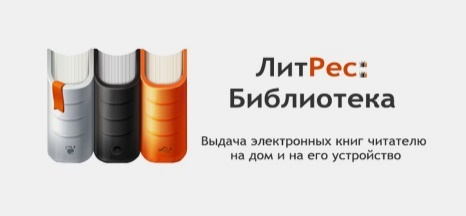 ЛитРес:
Библиотека
Выдача электронных книг читателю
на дом и на его устройство